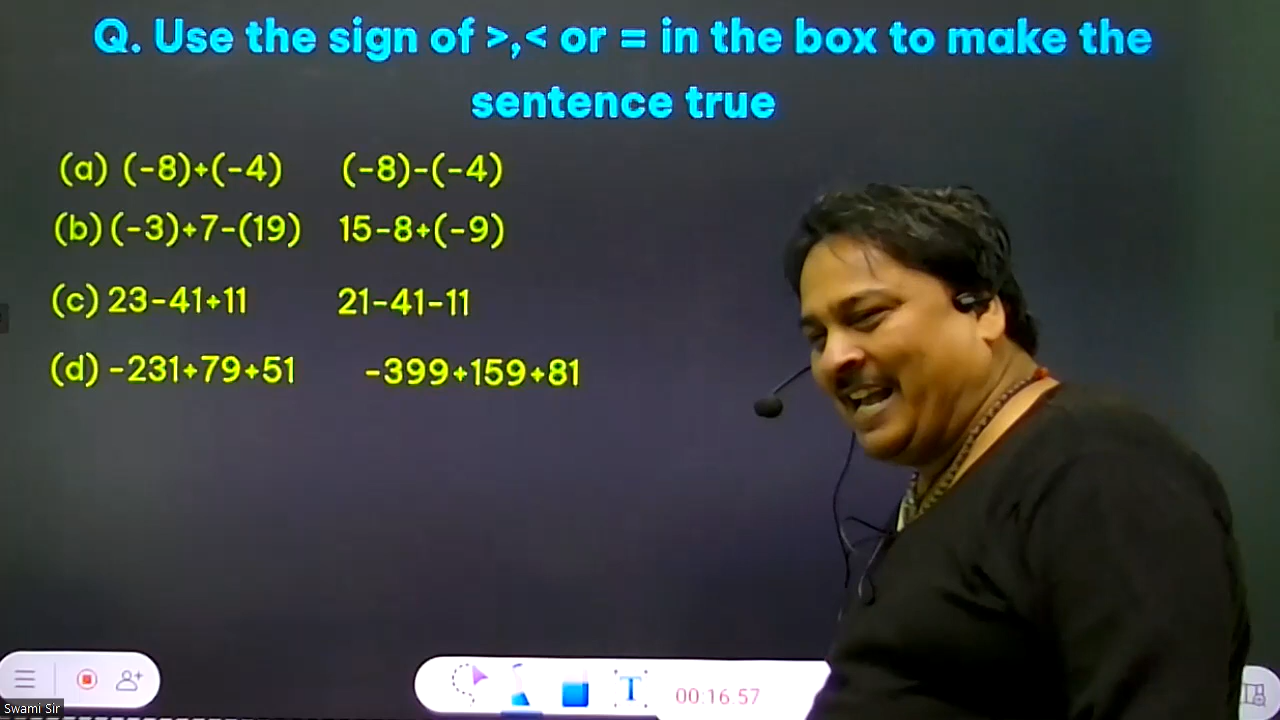 Q. Use the sign of >,< or = in the box to make the
sentence true
(a) (-8)+(-4) (-8)-(-4)
(b) (-3)+7-(19) 15-8+(-9)
(c) 23-41+11 21-41-11
(d) -231+79+51 -399+159+81
T
00:16:57
Swami Sir